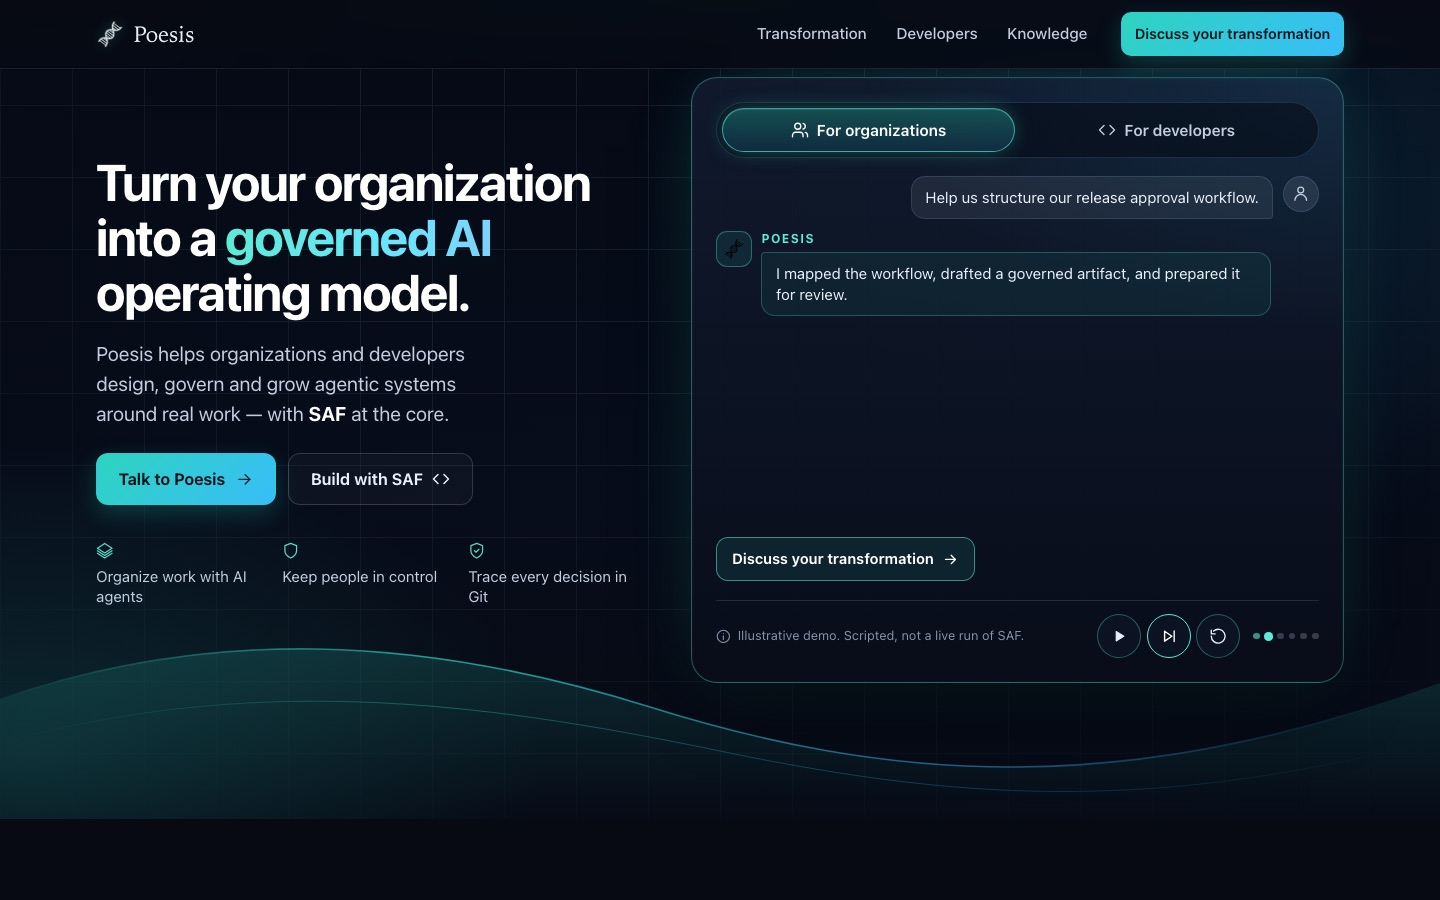 Poesis
Transformation
Developers
Knowledge
Discuss your transformation
Turn your organization
into a governed AI
operating model.
Poesis helps organizations and developers
design, govern and grow agentic systems
around real work — with SAF at the core.
Talk to Poesis
Build with SAF
Organize work with AI
agents
Keep people in control
Trace every decision in
Git
For organizations
For developers
Help us structure our release approval workflow.
POESIS
I mapped the workflow, drafted a governed artifact, and prepared it
for review.
Discuss your transformation
Illustrative demo. Scripted, not a live run of SAF.